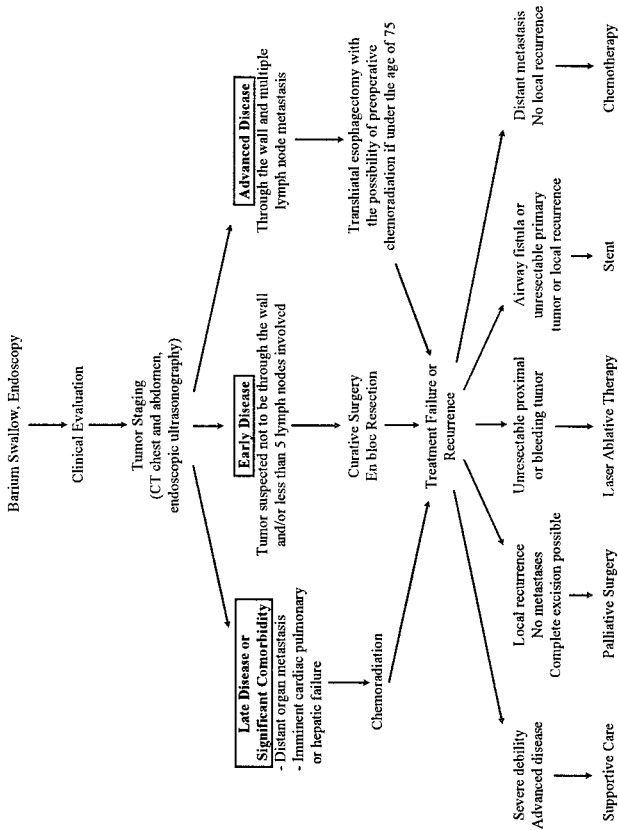 Barium Swallow, Endoscopy
Clinical Evaluation
Tumor Staging
(CT chest and abdomen,
endoscopic ultrasonography)
Late Disease or
Significant Comorbidity
- Distant organ metastasis
- Imminent cardiac pulmonary
or hepatic failure
Chemoradiation
Early Disease
Tumor suspected not to be through the wall
and/or less than 5 lymph nodes involved
Curative Surgery
En bloc Resection
Advanced Disease
Through the wall and multiple
lymph node metastasis
Transhiatal esophagectomy with
the possibility of preoperative
chemoradiation if under the age of 75
Treatment Failure or
Recurrence
Severe debility
Advanced disease
Supportive Care
Local recurrence
No metastases
Complete excision possible
Palliative Surgery
Unresectable proximal
or bleeding tumor
Laser Ablative Therapy
Airway fistula or
unresectable primary
tumor or local recurrence
Stent
Distant metastasis
No local recurrence
Chemotherapy